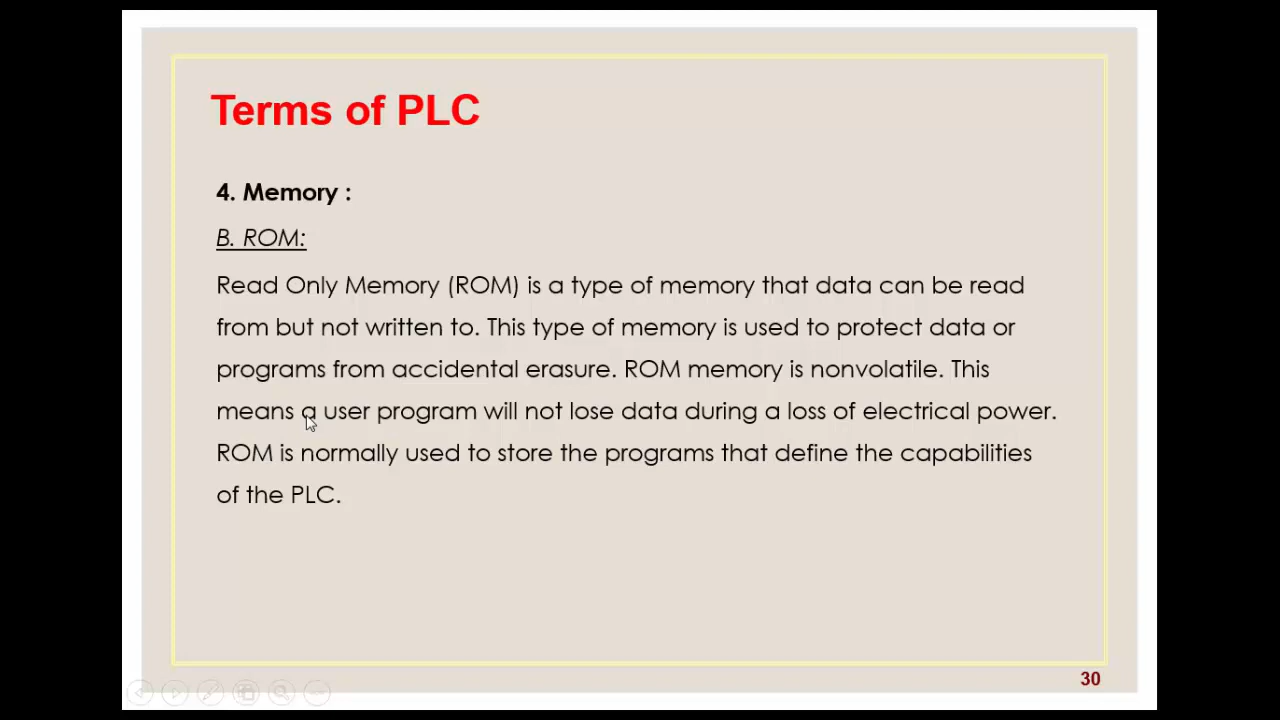 Terms of PLC
4. Memory :
B. ROM:
Read Only Memory (ROM) is a type of memory that data can be read
from but not written to. This type of memory is used to protect data or
programs from accidental erasure. ROM memory is nonvolatile. This
means a user program will not lose data during a loss of electrical power.
ROM is normally used to store the programs that define the capabilities
of the PLC.
30